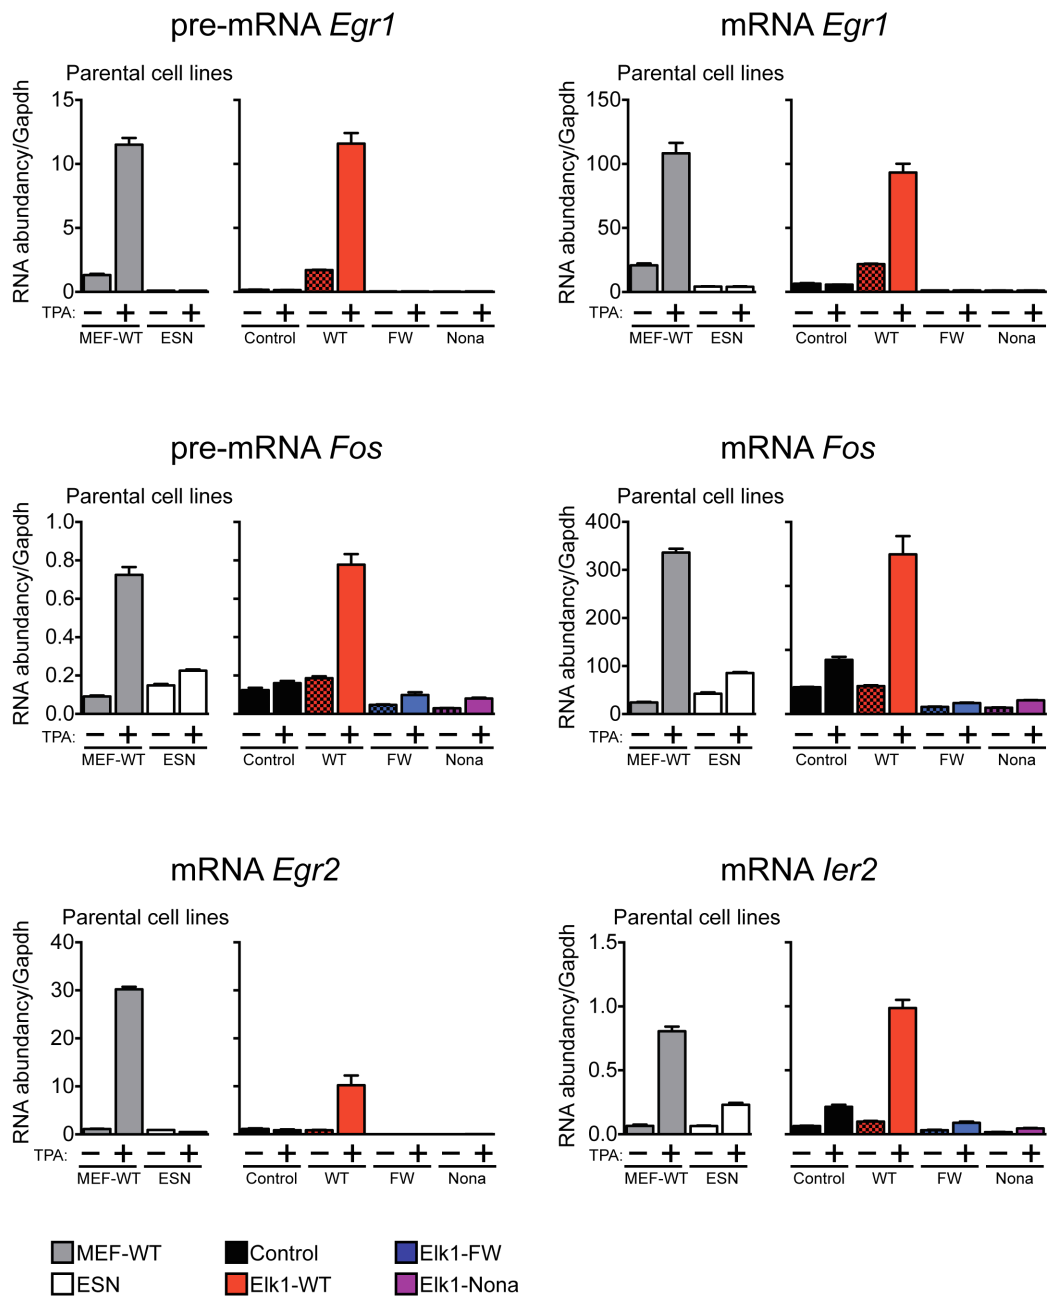 pre-mRNA Egr1
Parental cell lines
RNA abundancy/Gapdh
15
10
5
0
TPA: − + − + − + − + − + − +
MEF-WT ESN Control WT FW Nona
mRNA Egr1
Parental cell lines
RNA abundancy/Gapdh
150
100
50
0
TPA: − + − + − + − + − + − +
MEF-WT ESN Control WT FW Nona
pre-mRNA Fos
Parental cell lines
RNA abundancy/Gapdh
1.0
0.8
0.6
0.4
0.2
0.0
TPA: − + − + − + − + − + − +
MEF-WT ESN Control WT FW Nona
mRNA Fos
Parental cell lines
RNA abundancy/Gapdh
400
300
200
100
0
TPA: − + − + − + − + − + − +
MEF-WT ESN Control WT FW Nona
mRNA Egr2
Parental cell lines
RNA abundancy/Gapdh
40
30
20
10
0
TPA: − + − + − + − + − + − +
MEF-WT ESN Control WT FW Nona
mRNA Ier2
Parental cell lines
RNA abundancy/Gapdh
1.5
1.0
0.5
0.0
TPA: − + − + − + − + − + − +
MEF-WT ESN Control WT FW Nona
MEF-WT Control Elk1-FW
ESN Elk1-WT Elk1-Nona